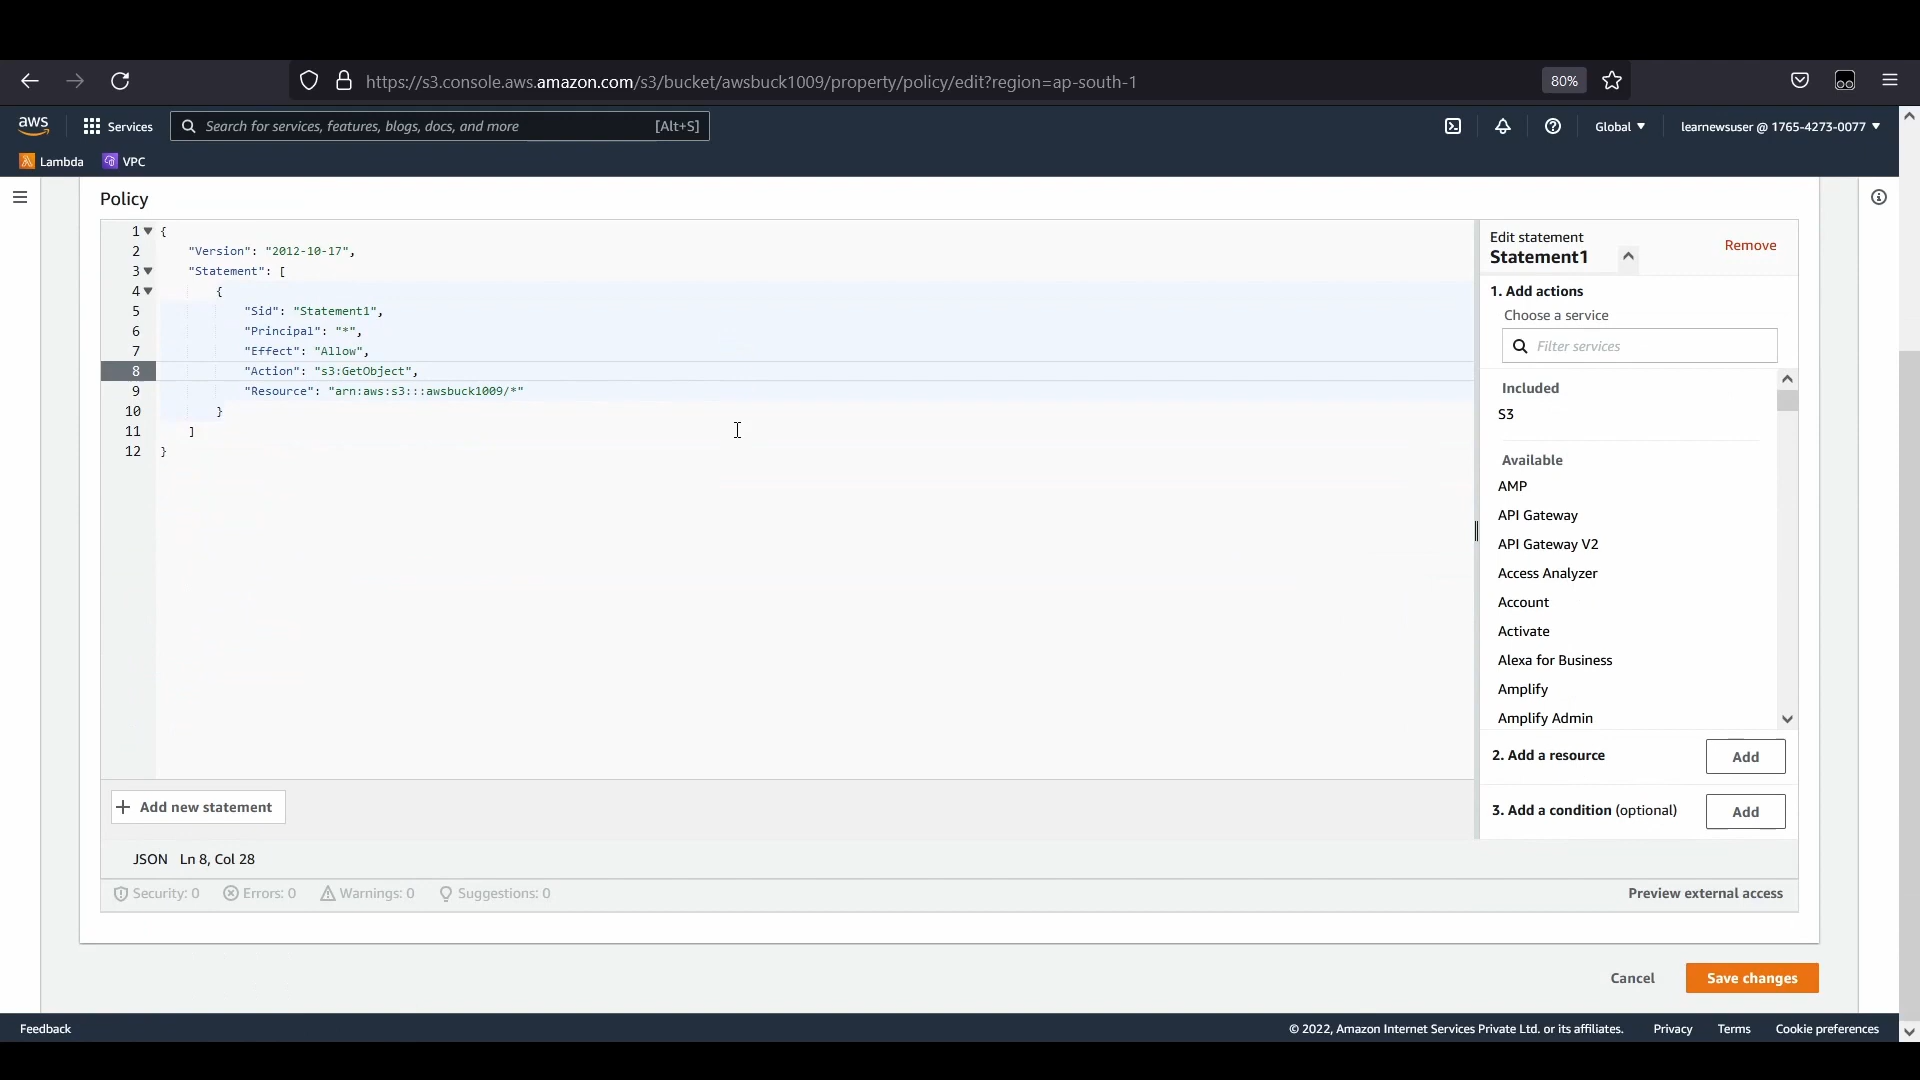 https://s3.console.aws.amazon.com/s3/bucket/awsbuck1009/property/policy/edit?region=ap-south-1
80%
aws
Services
Search for services, features, blogs, docs, and more
[Alt+S]
Global
learnewsuser @ 1765-4273-0077
Lambda
VPC
Policy
1 {
2 "Version": "2012-10-17",
3 "Statement": [
4 {
5 "Sid": "Statement1",
6 "Principal": "*",
7 "Effect": "Allow",
8 "Action": "s3:GetObject",
9 "Resource": "arn:aws:s3:::awsbuck1009/*"
10 }
11 ]
12 }
Edit statement
Statement1
Remove
1. Add actions
Choose a service
Filter services
Included
S3
Available
AMP
API Gateway
API Gateway V2
Access Analyzer
Account
Activate
Alexa for Business
Amplify
Amplify Admin
2. Add a resource
Add
3. Add a condition (optional)
Add
+ Add new statement
JSON Ln 8, Col 28
Security: 0
Errors: 0
Warnings: 0
Suggestions: 0
Preview external access
Cancel
Save changes
Feedback
© 2022, Amazon Internet Services Private Ltd. or its affiliates.
Privacy
Terms
Cookie preferences